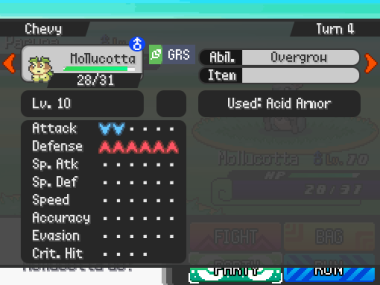 Chevy
Turn 4
Mollucotta
GRS
28/31
Abil. Overgrow
Item
Lv. 10
Used: Acid Armor
Attack
Defense
Sp. Atk
Sp. Def
Speed
Accuracy
Evasion
Crit. Hit
Mollucotta
HP
28/31
FIGHT
BAG
PARTY
RUN